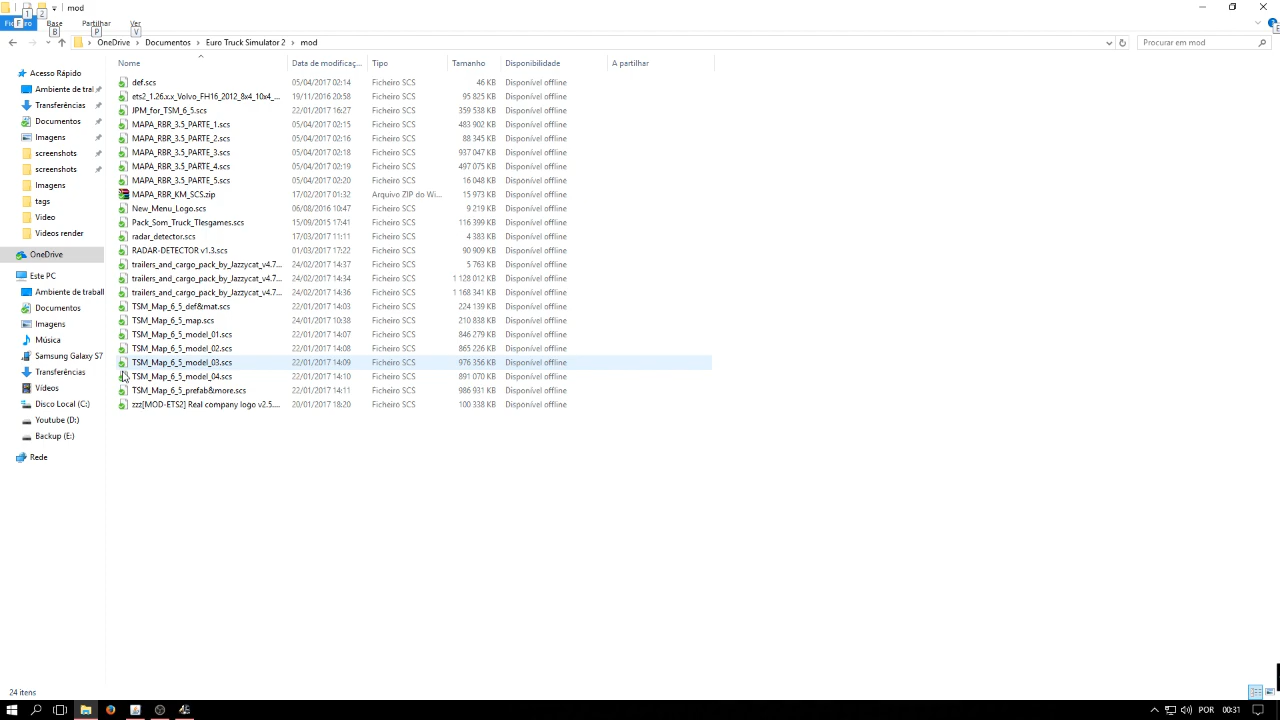 mod
1 2
Ficheiro Base Partilhar Ver
F B P V
OneDrive > Documentos > Euro Truck Simulator 2 > mod
Procurar em mod
Nome Data de modificaç... Tipo Tamanho Disponibilidade A partilhar
Acesso Rápido
Ambiente de tral
Transferências
Documentos
Imagens
screenshots
screenshots
Imagens
tags
Video
Videos render
OneDrive
Este PC
Ambiente de traball
Documentos
Imagens
Música
Samsung Galaxy S7
Transferências
Vídeos
Disco Local (C:)
Youtube (D:)
Backup (E:)
Rede
def.scs 05/04/2017 02:14 Ficheiro SCS 46 KB Disponível offline
ets2_1.26.x.x_Volvo_FH16_2012_8x4_10x4_... 19/11/2016 20:58 Ficheiro SCS 95 825 KB Disponível offline
JPM_for_TSM_6_5.scs 22/01/2017 16:27 Ficheiro SCS 359 538 KB Disponível offline
MAPA_RBR_3.5_PARTE_1.scs 05/04/2017 02:15 Ficheiro SCS 483 902 KB Disponível offline
MAPA_RBR_3.5_PARTE_2.scs 05/04/2017 02:16 Ficheiro SCS 88 345 KB Disponível offline
MAPA_RBR_3.5_PARTE_3.scs 05/04/2017 02:18 Ficheiro SCS 937 047 KB Disponível offline
MAPA_RBR_3.5_PARTE_4.scs 05/04/2017 02:19 Ficheiro SCS 497 075 KB Disponível offline
MAPA_RBR_3.5_PARTE_5.scs 05/04/2017 02:20 Ficheiro SCS 16 048 KB Disponível offline
MAPA_RBR_KM_SCS.zip 17/02/2017 01:32 Arquivo ZIP do Wi... 15 973 KB Disponível offline
New_Menu_Logo.scs 06/08/2016 10:47 Ficheiro SCS 9 219 KB Disponível offline
Pack_Som_Truck_Tlesgames.scs 15/09/2015 17:41 Ficheiro SCS 116 399 KB Disponível offline
radar_detector.scs 17/03/2017 11:11 Ficheiro SCS 4 383 KB Disponível offline
RADAR-DETECTOR v1.3.scs 01/03/2017 17:22 Ficheiro SCS 90 909 KB Disponível offline
trailers_and_cargo_pack_by_Jazzycat_v4.7... 24/02/2017 14:37 Ficheiro SCS 5 763 KB Disponível offline
trailers_and_cargo_pack_by_Jazzycat_v4.7... 24/02/2017 14:34 Ficheiro SCS 1 128 012 KB Disponível offline
trailers_and_cargo_pack_by_Jazzycat_v4.7... 24/02/2017 14:36 Ficheiro SCS 1 168 341 KB Disponível offline
TSM_Map_6_5_def&mat.scs 22/01/2017 14:03 Ficheiro SCS 224 139 KB Disponível offline
TSM_Map_6_5_map.scs 24/01/2017 10:38 Ficheiro SCS 210 838 KB Disponível offline
TSM_Map_6_5_model_01.scs 22/01/2017 14:07 Ficheiro SCS 846 279 KB Disponível offline
TSM_Map_6_5_model_02.scs 22/01/2017 14:08 Ficheiro SCS 865 226 KB Disponível offline
TSM_Map_6_5_model_03.scs 22/01/2017 14:09 Ficheiro SCS 976 356 KB Disponível offline
TSM_Map_6_5_model_04.scs 22/01/2017 14:10 Ficheiro SCS 891 070 KB Disponível offline
TSM_Map_6_5_prefab&more.scs 22/01/2017 14:11 Ficheiro SCS 986 931 KB Disponível offline
zzz[MOD-ETS2] Real company logo v2.5.... 20/01/2017 18:20 Ficheiro SCS 100 338 KB Disponível offline
24 itens
POR 00:31